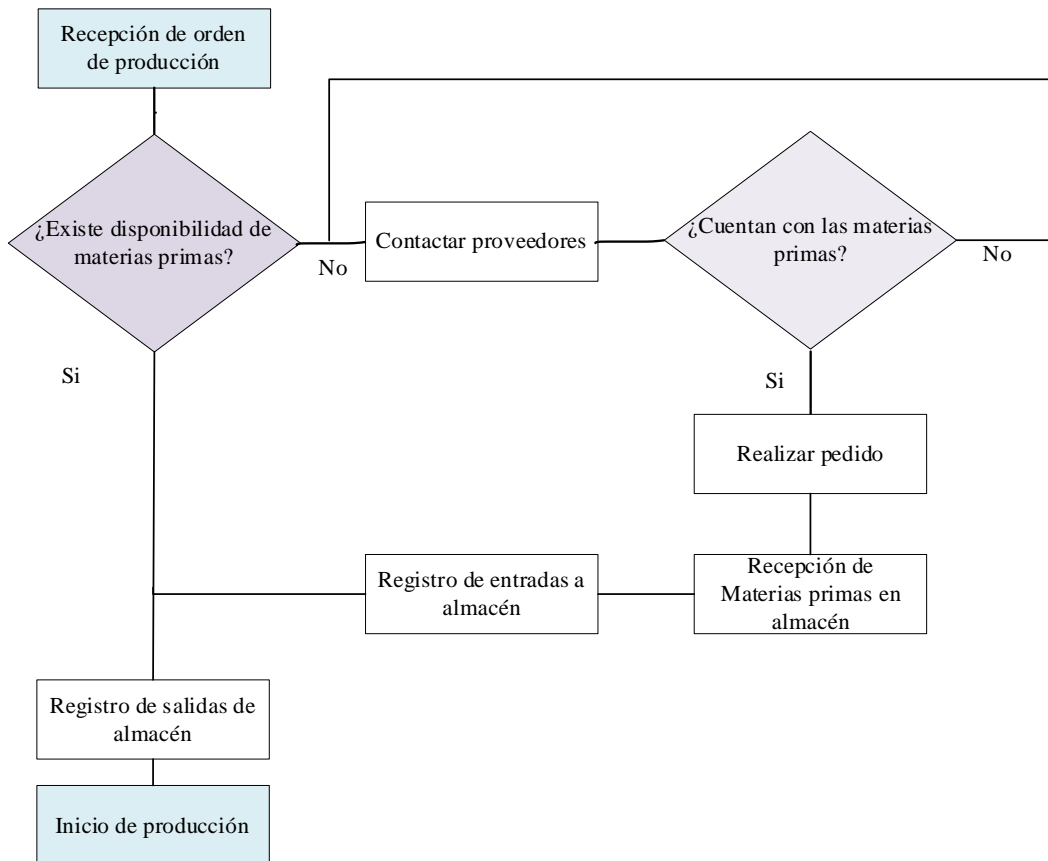 Recepción de orden
de producción
¿Existe disponibilidad de
materias primas?
No
Contactar proveedores
¿Cuentan con las materias
primas?
No
Si
Si
Realizar pedido
Recepción de
Materias primas en
almacén
Registro de entradas a
almacén
Registro de salidas de
almacén
Inicio de producción